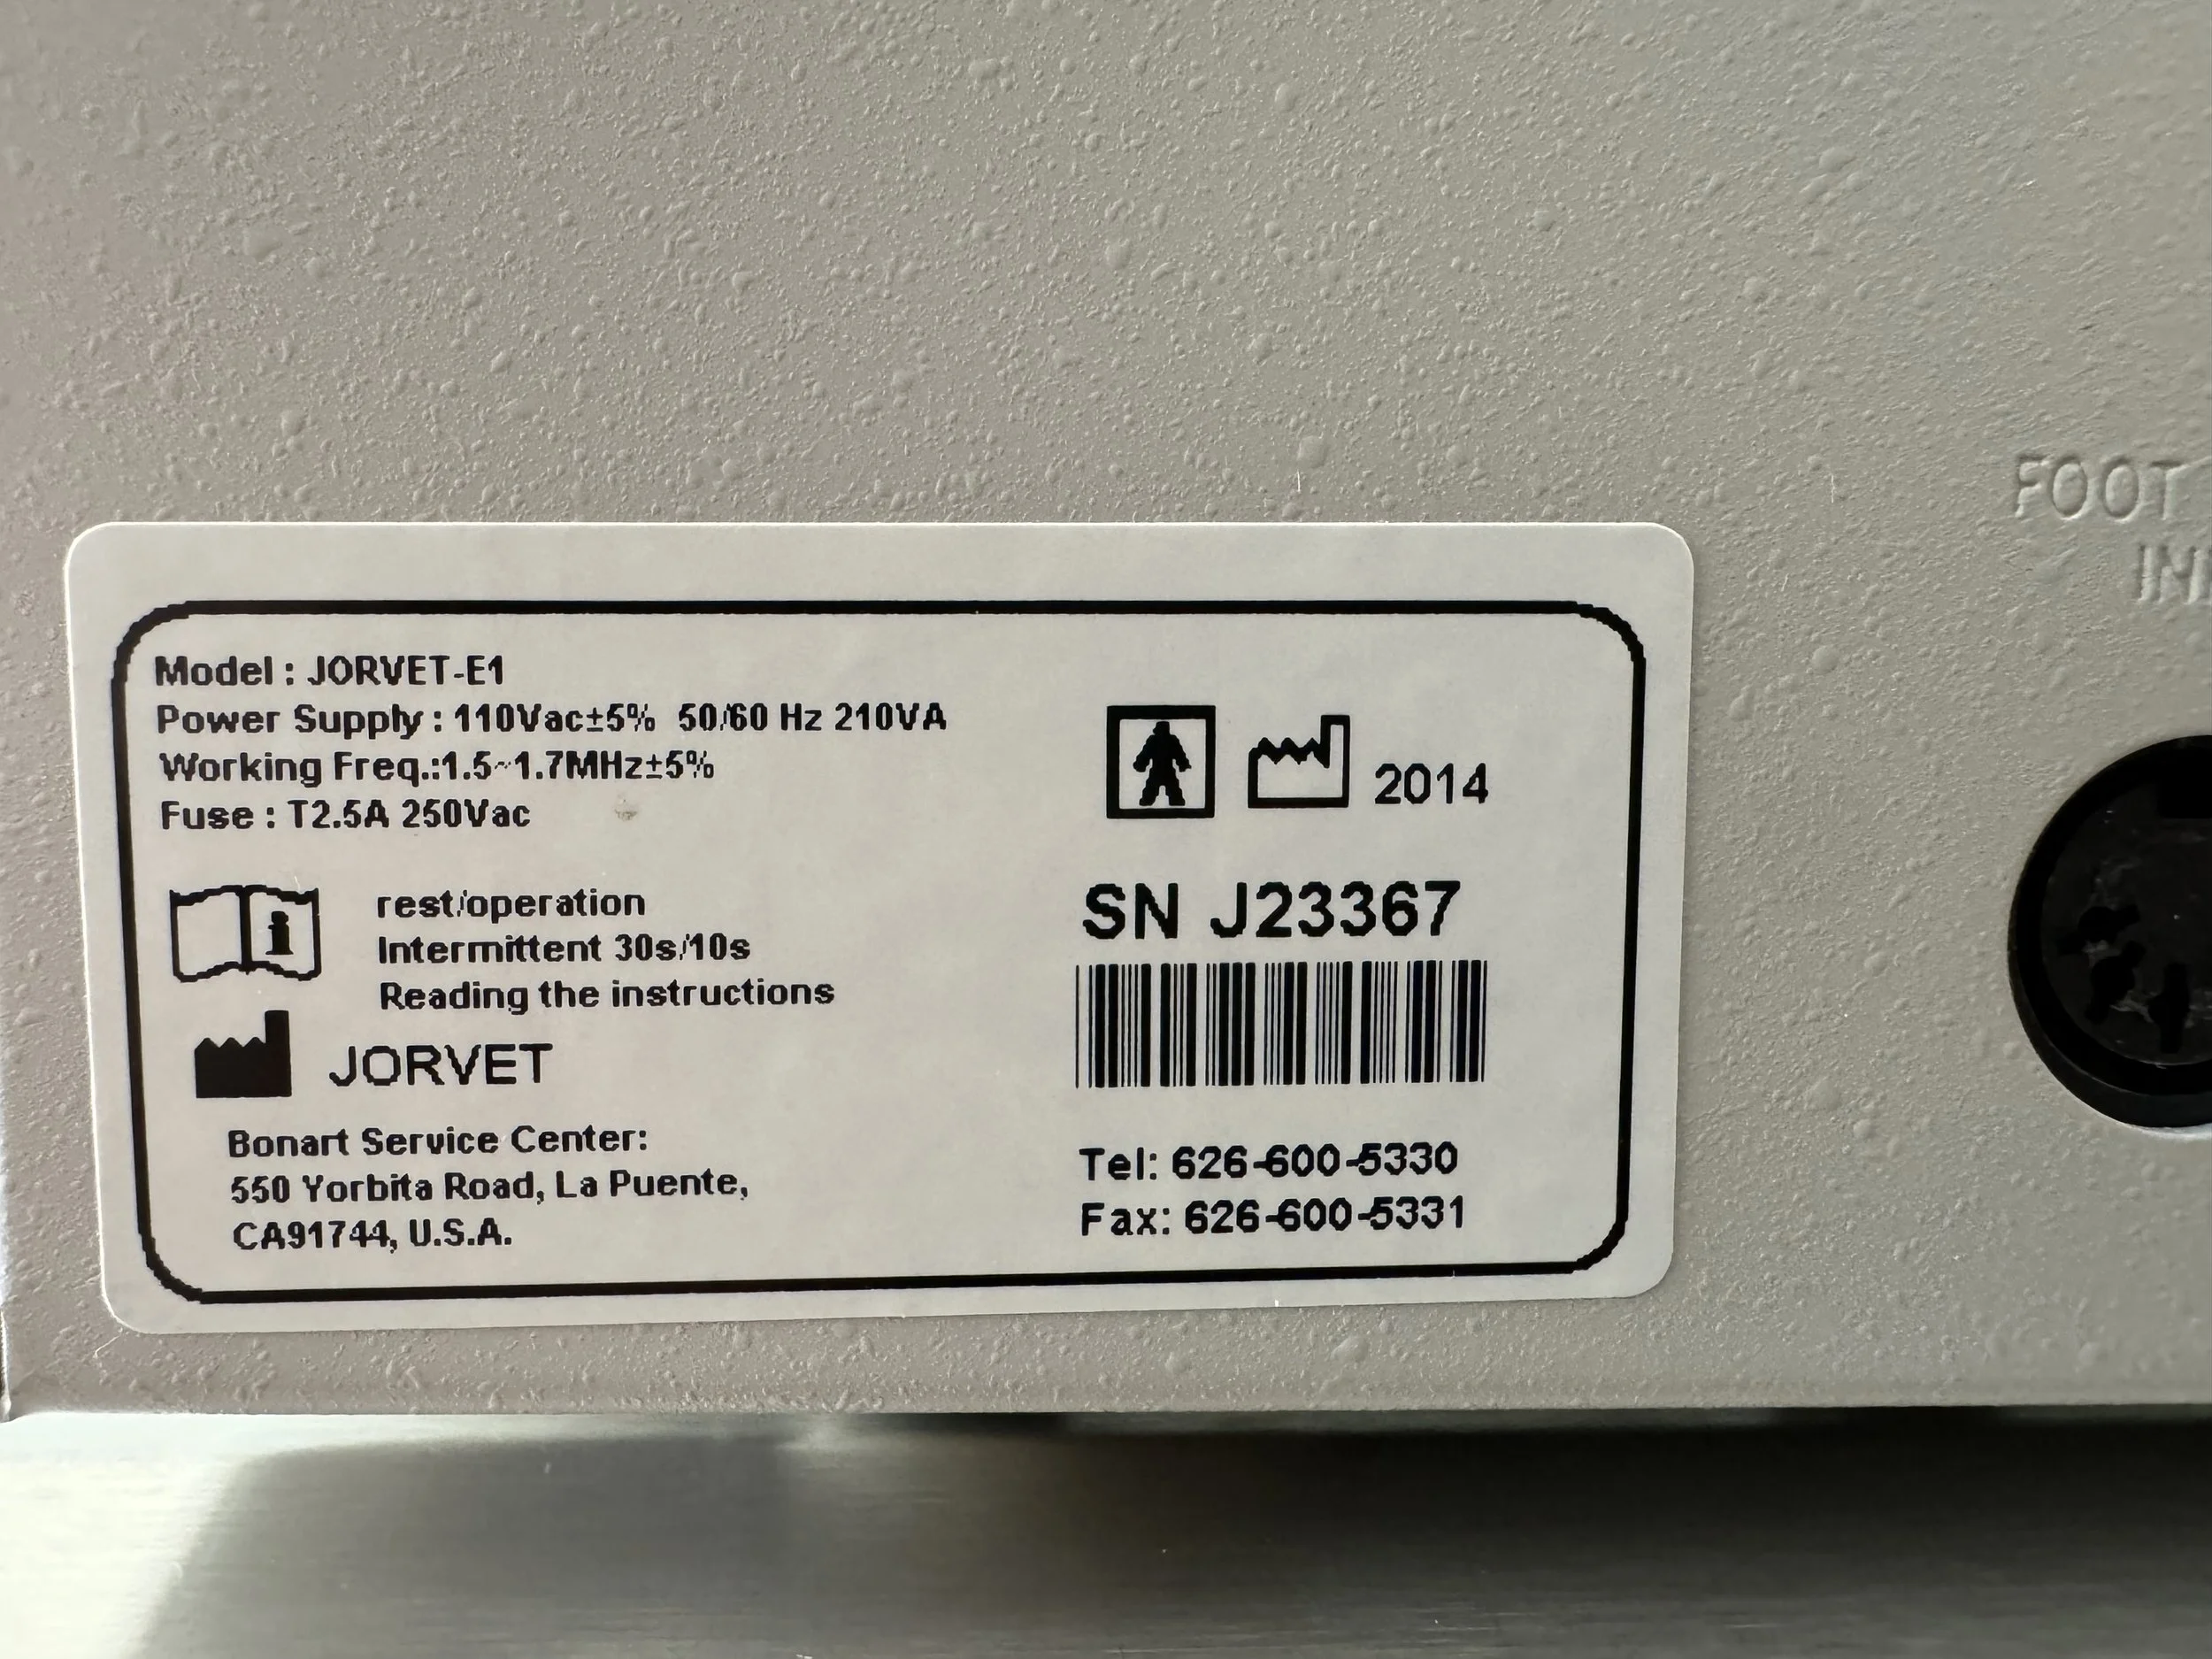 Model : JORVET-E1
Power Supply : 110Vac±5% 50/60 Hz 210VA
Working Freq.:1.5~1.7MHz±5%
Fuse : T2.5A 250Vac
rest/operation
Intermittent 30s/10s
Reading the instructions
JORVET
Bonart Service Center:
550 Yorbita Road, La Puente,
CA91744, U.S.A.
2014
SN J23367
Tel: 626-600-5330
Fax: 626-600-5331
FOOT